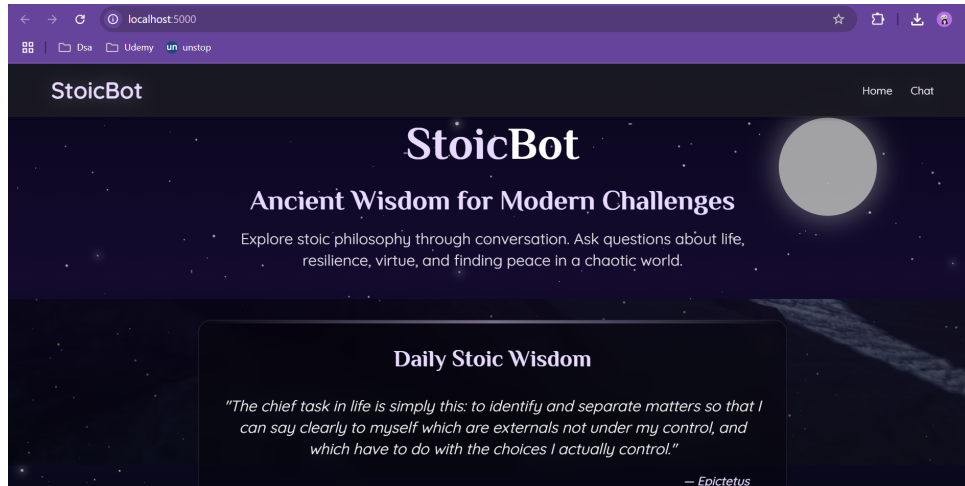 localhost:5000
Dsa
Udemy
un unstop
StoicBot
Home
Chat
StoicBot
Ancient Wisdom for Modern Challenges
Explore stoic philosophy through conversation. Ask questions about life,
resilience, virtue, and finding peace in a chaotic world.
Daily Stoic Wisdom
"The chief task in life is simply this: to identify and separate matters so that I
can say clearly to myself which are externals not under my control, and
which have to do with the choices I actually control."
— Epictetus